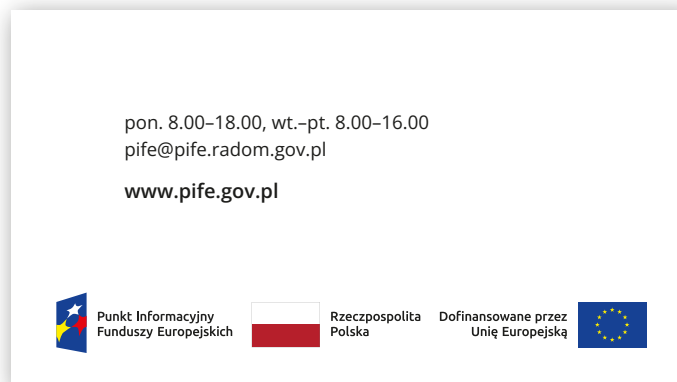 pon. 8.00–18.00, wt.–pt. 8.00–16.00
pife@pife.radom.gov.pl
www.pife.gov.pl
Punkt Informacyjny
Funduszy Europejskich
Rzeczpospolita
Polska
Dofinansowane przez
Unię Europejską